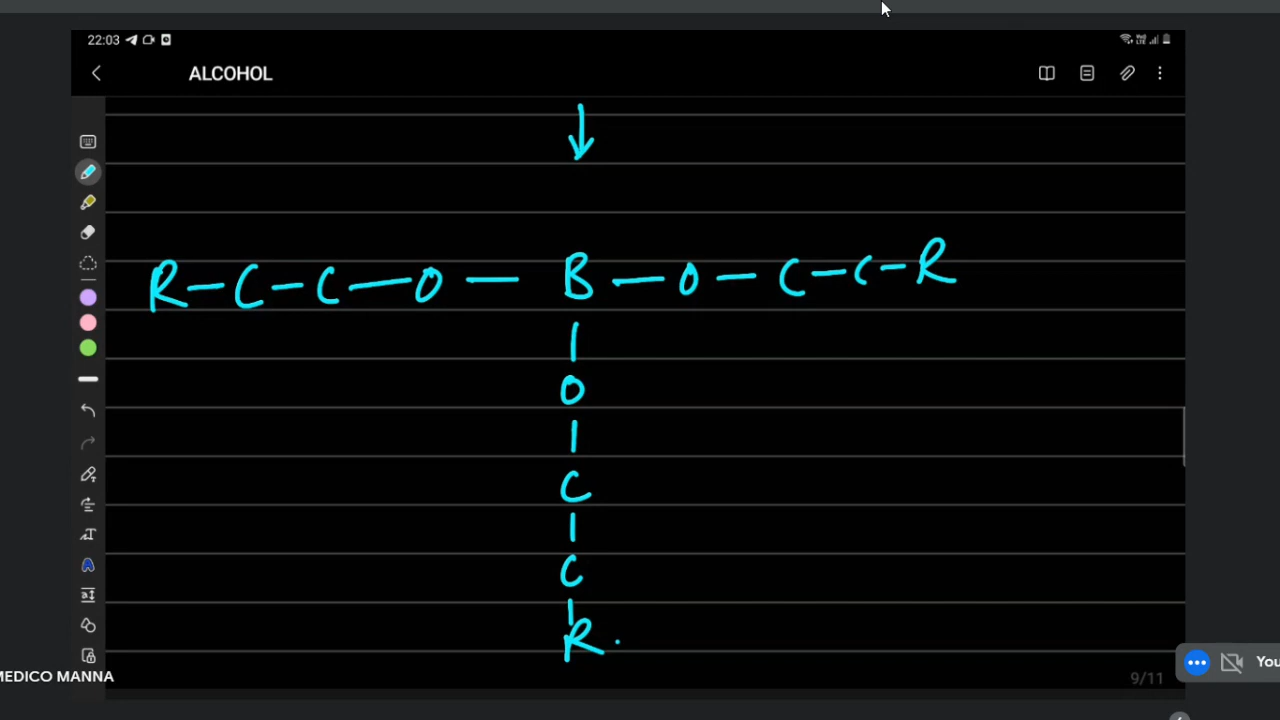 22:03
ALCOHOL
R-C-C-O-B-O-C-C-R
|
O
|
C
|
C
|
R
MEDICO MANNA
You
9/11